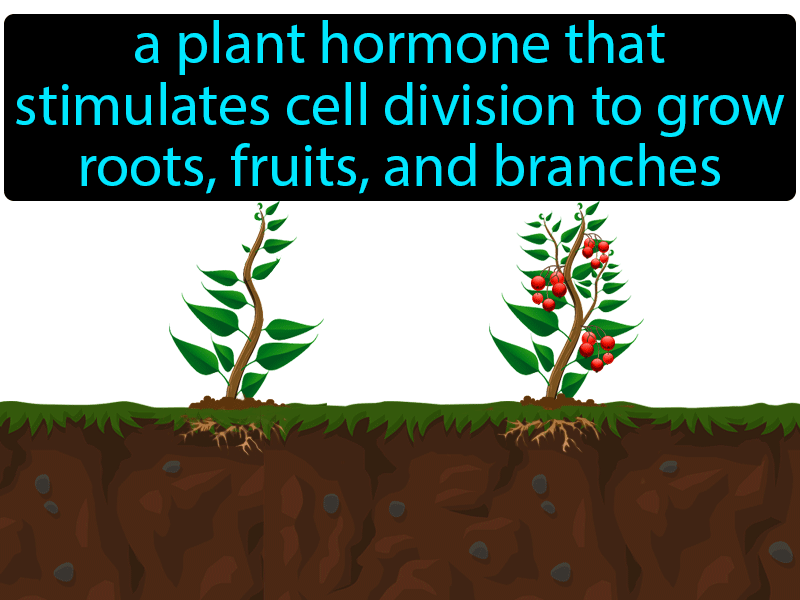 a plant hormone that
stimulates cell division to grow
roots, fruits, and branches